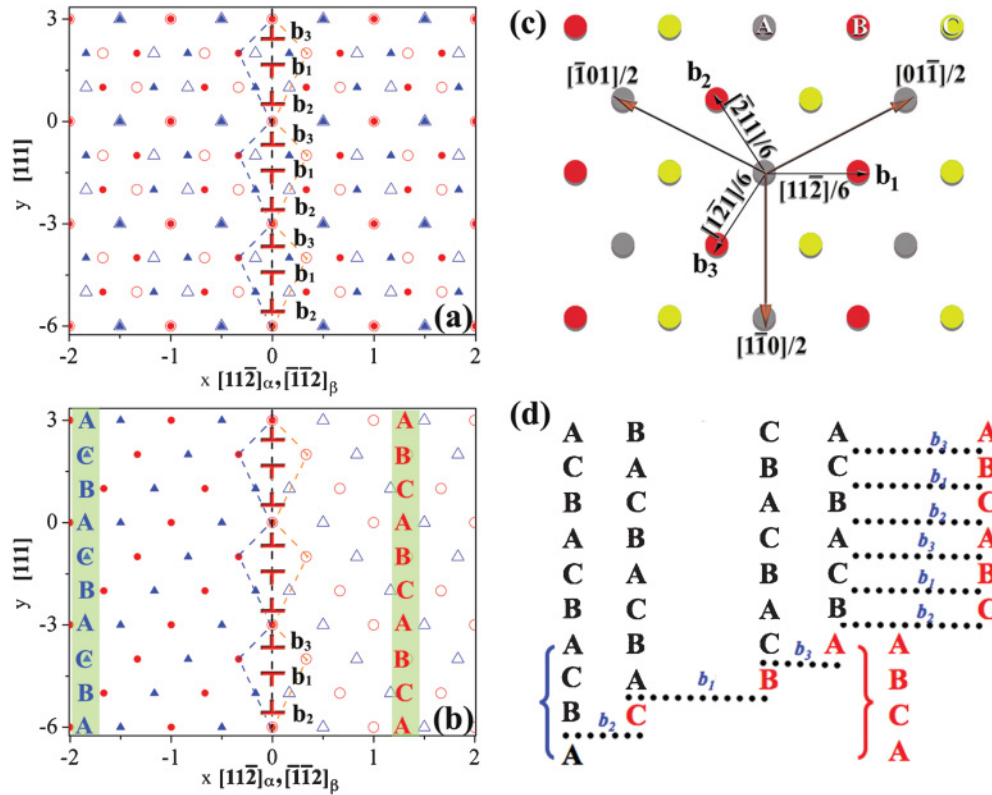 (a)
3
0
-3
-6
y [111]
b₃
b₁
b₂
b₃
b₁
b₂
b₃
b₁
b₂
-2 -1 0 1 2
x [112̅]α,[1̅1̅2]β
(b)
3
0
-3
-6
y [111]
A
C
B
A
C
B
A
C
B
A
A
B
C
A
B
C
A
B
C
A
b₃
b₁
b₂
-2 -1 0 1 2
x [112̅]α,[1̅1̅2]β
(c)
A B C
[1̅01]/2
[011̅]/2
b₂
[2̅11]/6
[112̅]/6
b₁
[12̅1]/6
b₃
[11̅0]/2
(d)
A B C A A
b₃
C A B C B
b₁
B C A B C
b₂
A B C A A
b₃
C A B C B
b₁
B C A B C
b₂
A B C A A
b₃
C A B B
b₁
B C C
b₂
A A